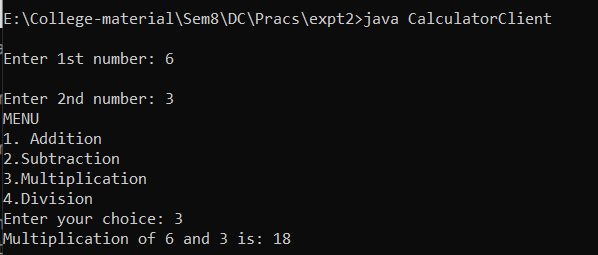 E:\College-material\Sem8\DC\Pracs\expt2>java CalculatorClient
Enter 1st number: 6
Enter 2nd number: 3
MENU
1. Addition
2.Subtraction
3.Multiplication
4.Division
Enter your choice: 3
Multiplication of 6 and 3 is: 18